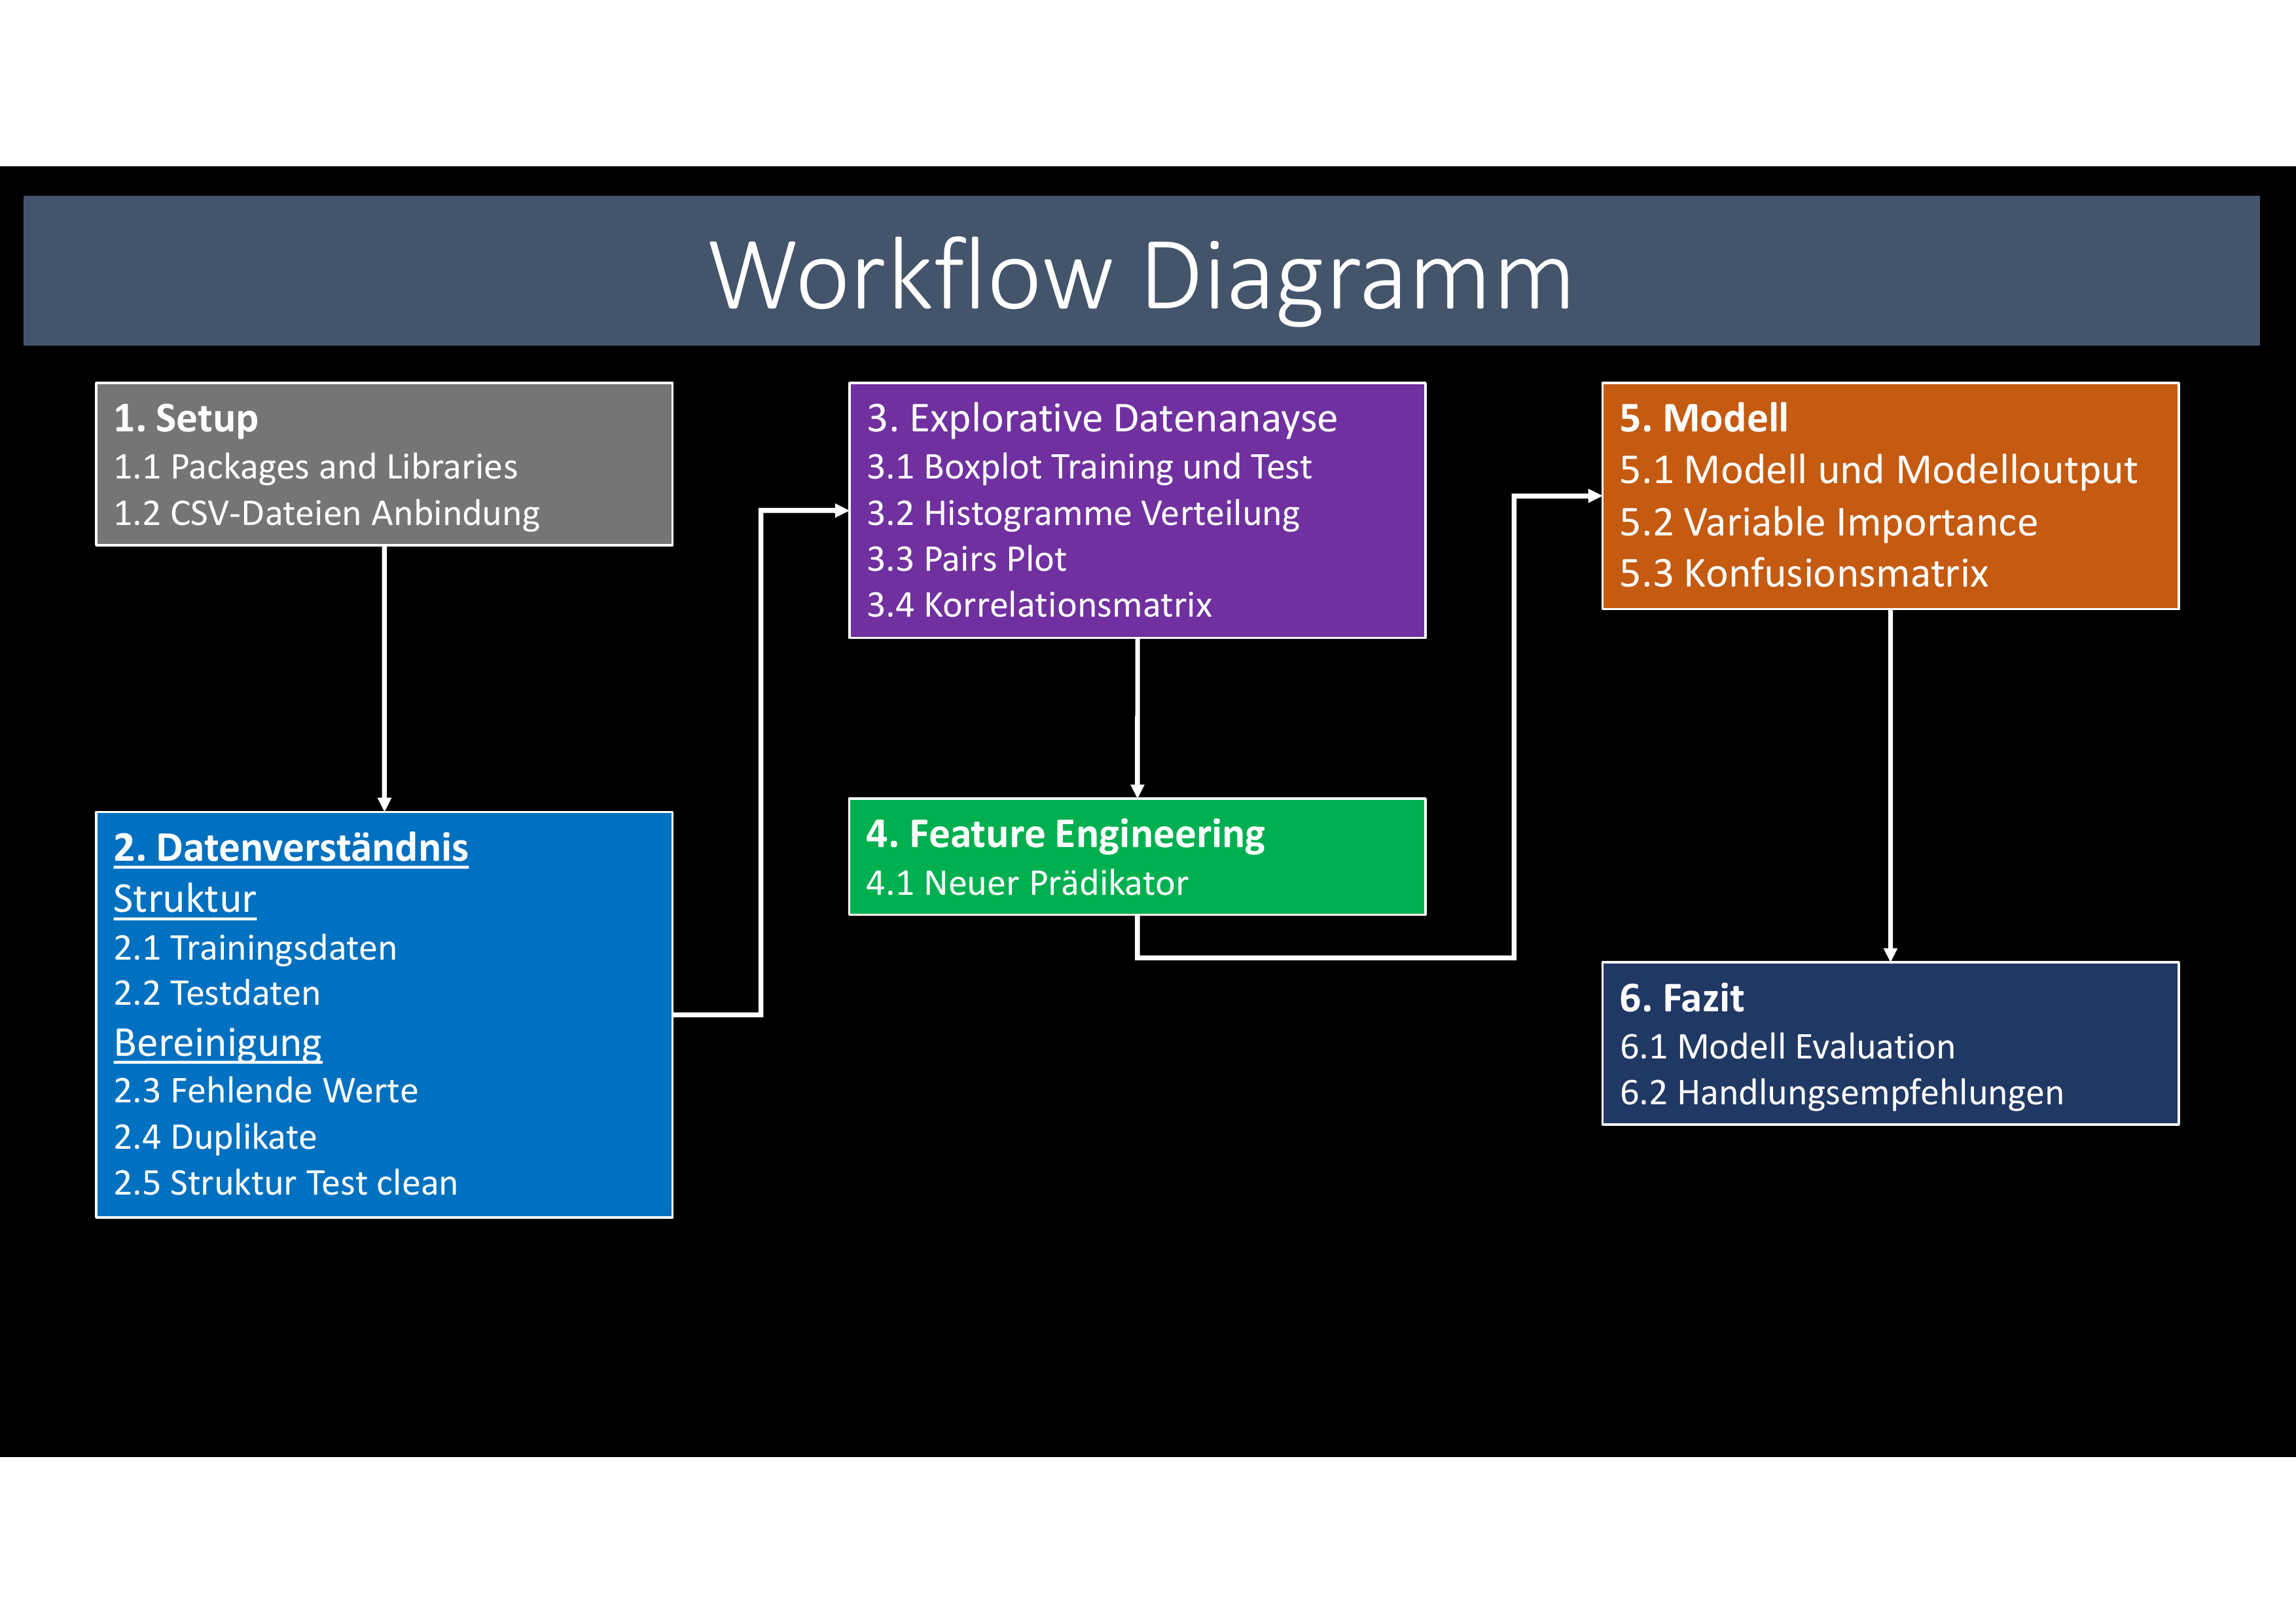 Workflow Diagramm
1. Setup
1.1 Packages and Libraries
1.2 CSV-Dateien Anbindung
2. Datenverständnis
Struktur
2.1 Trainingsdaten
2.2 Testdaten
Bereinigung
2.3 Fehlende Werte
2.4 Duplikate
2.5 Struktur Test clean
3. Explorative Datenanayse
3.1 Boxplot Training und Test
3.2 Histogramme Verteilung
3.3 Pairs Plot
3.4 Korrelationsmatrix
4. Feature Engineering
4.1 Neuer Prädikator
5. Modell
5.1 Modell und Modelloutput
5.2 Variable Importance
5.3 Konfusionsmatrix
6. Fazit
6.1 Modell Evaluation
6.2 Handlungsempfehlungen